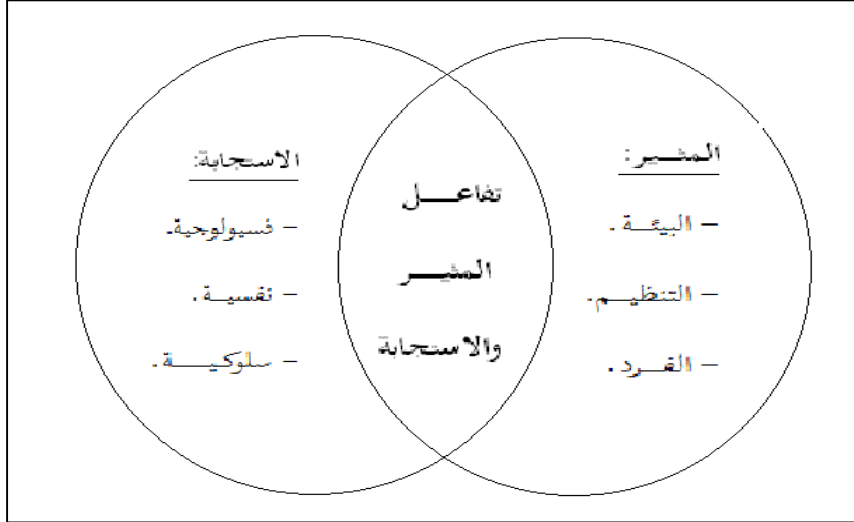 المثير:
– البيئة.
– التنظيم.
– الفرد.
تفاعل
المثير
والاستجابة
الاستجابة:
– فسيولوجية.
– نفسية.
– سلوكية.